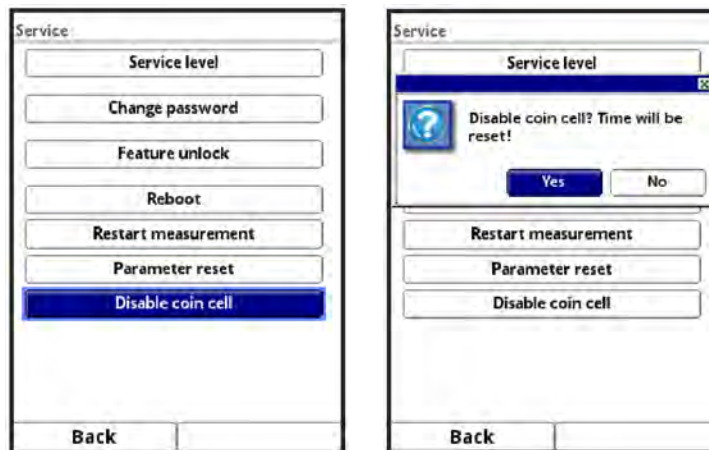 Service
Service level
Change password
Feature unlock
Reboot
Restart measurement
Parameter reset
Disable coin cell
Back
Service
Service level
Disable coin cell? Time will be
reset!
Yes No
Restart measurement
Parameter reset
Disable coin cell
Back